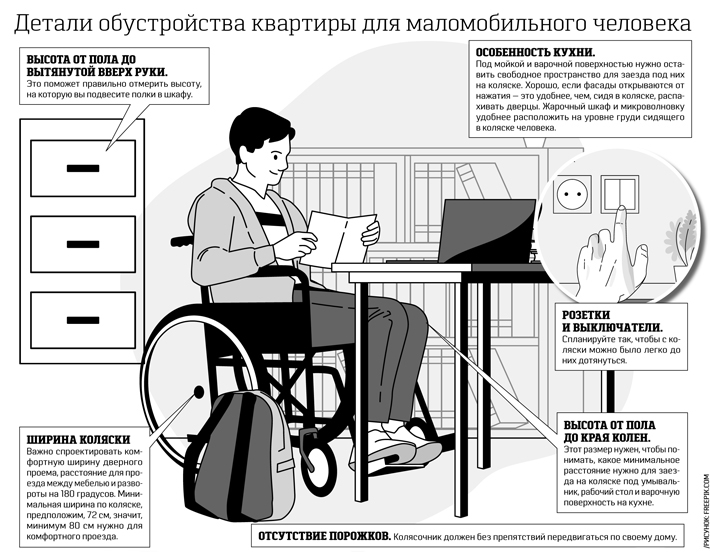 Детали обустройства квартиры для маломобильного человека
ВЫСОТА ОТ ПОЛА ДО
ВЫТЯНУТОЙ ВВЕРХ РУКИ.
Это поможет правильно отмерить высоту,
на которую вы подвесите полки в шкафу.
ОСОБЕННОСТЬ КУХНИ.
Под мойкой и варочной поверхностью нужно оста-
вить свободное пространство для заезда под них
на коляске. Хорошо, если фасады открываются от
нажатия – это удобнее, чем, сидя в коляске, распа-
хивать дверцы. Жарочный шкаф и микроволновку
удобнее расположить на уровне груди сидящего
в коляске человека.
РОЗЕТКИ
И ВЫКЛЮЧАТЕЛИ.
Спланируйте так, чтобы с ко-
ляски можно было легко до
них дотянуться.
ШИРИНА КОЛЯСКИ
Важно спроектировать ком-
фортную ширину дверного
проема, расстояние для про-
езда между мебелью и разво-
роты на 180 градусов. Мини-
мальная ширина по коляске,
предположим, 72 см, значит,
минимум 80 см нужно для
комфортного проезда.
ВЫСОТА ОТ ПОЛА
ДО КРАЯ КОЛЕН.
Этот размер нужен, чтобы по-
нимать, какое минимальное
расстояние нужно для заез-
да на коляске под умываль-
ник, рабочий стол и варочную
поверхность на кухне.
ОТСУТСТВИЕ ПОРОЖКОВ. Колясочник должен без препятствий передвигаться по своему дому.
/РИСУНОК: FREEPIK.COM